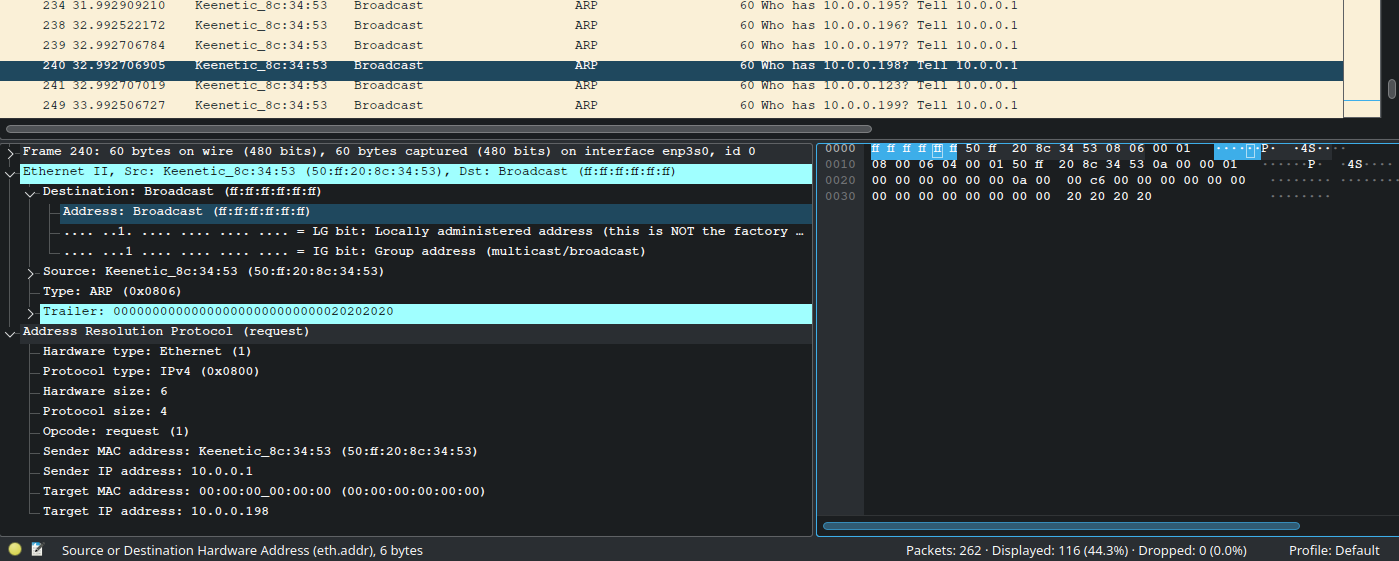 234 31.992909210 Keenetic_8c:34:53 Broadcast ARP 60 Who has 10.0.0.195? Tell 10.0.0.1
238 32.992522172 Keenetic_8c:34:53 Broadcast ARP 60 Who has 10.0.0.196? Tell 10.0.0.1
239 32.992706784 Keenetic_8c:34:53 Broadcast ARP 60 Who has 10.0.0.197? Tell 10.0.0.1
240 32.992706905 Keenetic_8c:34:53 Broadcast ARP 60 Who has 10.0.0.198? Tell 10.0.0.1
241 32.992707019 Keenetic_8c:34:53 Broadcast ARP 60 Who has 10.0.0.123? Tell 10.0.0.1
249 33.992506727 Keenetic_8c:34:53 Broadcast ARP 60 Who has 10.0.0.199? Tell 10.0.0.1
Frame 240: 60 bytes on wire (480 bits), 60 bytes captured (480 bits) on interface enp3s0, id 0
Ethernet II, Src: Keenetic_8c:34:53 (50:ff:20:8c:34:53), Dst: Broadcast (ff:ff:ff:ff:ff:ff)
Destination: Broadcast (ff:ff:ff:ff:ff:ff)
Address: Broadcast (ff:ff:ff:ff:ff:ff)
.... ..1. .... .... .... .... = LG bit: Locally administered address (this is NOT the factory …
.... ...1 .... .... .... .... = IG bit: Group address (multicast/broadcast)
Source: Keenetic_8c:34:53 (50:ff:20:8c:34:53)
Type: ARP (0x0806)
Trailer: 000000000000000000000000000020202020
Address Resolution Protocol (request)
Hardware type: Ethernet (1)
Protocol type: IPv4 (0x0800)
Hardware size: 6
Protocol size: 4
Opcode: request (1)
Sender MAC address: Keenetic_8c:34:53 (50:ff:20:8c:34:53)
Sender IP address: 10.0.0.1
Target MAC address: 00:00:00_00:00:00 (00:00:00:00:00:00)
Target IP address: 10.0.0.198
0000 ff ff ff ff ff ff 50 ff 20 8c 34 53 08 06 00 01 ······P· ·4S····
0010 08 00 06 04 00 01 50 ff 20 8c 34 53 0a 00 00 01 ······P· ·4S····
0020 00 00 00 00 00 00 0a 00 00 c6 00 00 00 00 00 00 ········ ········
0030 00 00 00 00 00 00 00 00 20 20 20 20 ········
Source or Destination Hardware Address (eth.addr), 6 bytes
Packets: 262 · Displayed: 116 (44.3%) · Dropped: 0 (0.0%)
Profile: Default